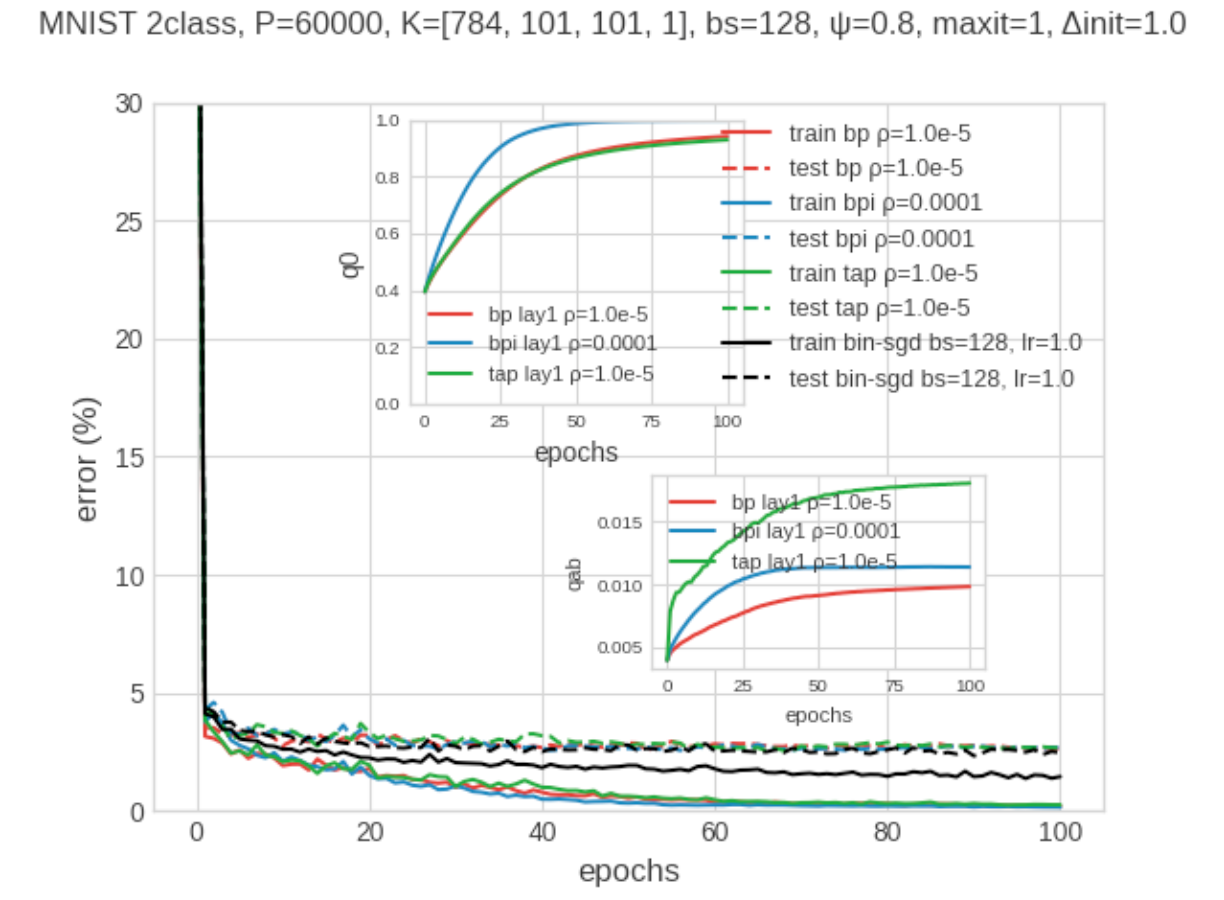 MNIST 2class, P=60000, K=[784, 101, 101, 1], bs=128, ψ=0.8, maxit=1, Δinit=1.0
error (%)
30
25
20
15
10
5
0
0 20 40 60 80 100
epochs
train bp ρ=1.0e-5
test bp ρ=1.0e-5
train bpi ρ=0.0001
test bpi ρ=0.0001
train tap ρ=1.0e-5
test tap ρ=1.0e-5
train bin-sgd bs=128, lr=1.0
test bin-sgd bs=128, lr=1.0
q0
1.0
0.8
0.6
0.4
0.2
0.0
bp lay1 ρ=1.0e-5
bpi lay1 ρ=0.0001
tap lay1 ρ=1.0e-5
0 25 50 75 100
epochs
qab
0.015
0.010
0.005
bp lay1 ρ=1.0e-5
bpi lay1 ρ=0.0001
tap lay1 ρ=1.0e-5
0 25 50 75 100
epochs